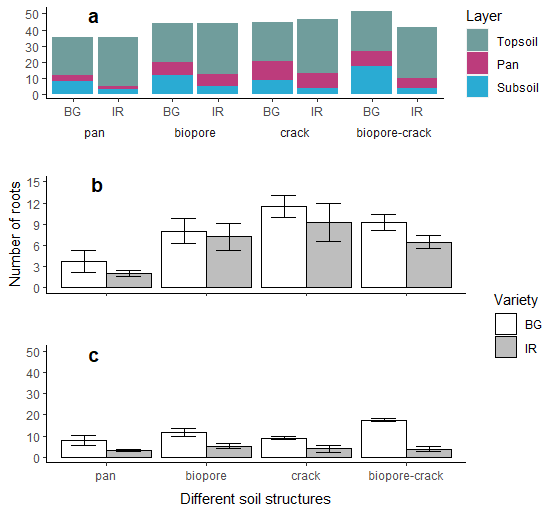 a
50
40
30
20
10
0
BG IR BG IR BG IR BG IR
pan biopore crack biopore-crack
Layer
Topsoil
Pan
Subsoil
b
Number of roots
15
12
9
6
3
0
Variety
BG
IR
c
50
40
30
20
10
0
pan biopore crack biopore-crack
Different soil structures